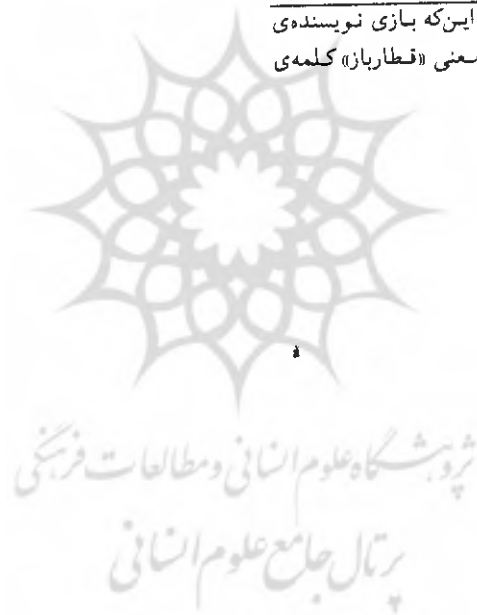 این‌که بازی نویسنده‌ی
معنی «قطارباز» کلمه‌ی
پژوهشگاه علوم انسانی و مطالعات فرهنگی
پرتال جامع علوم انسانی